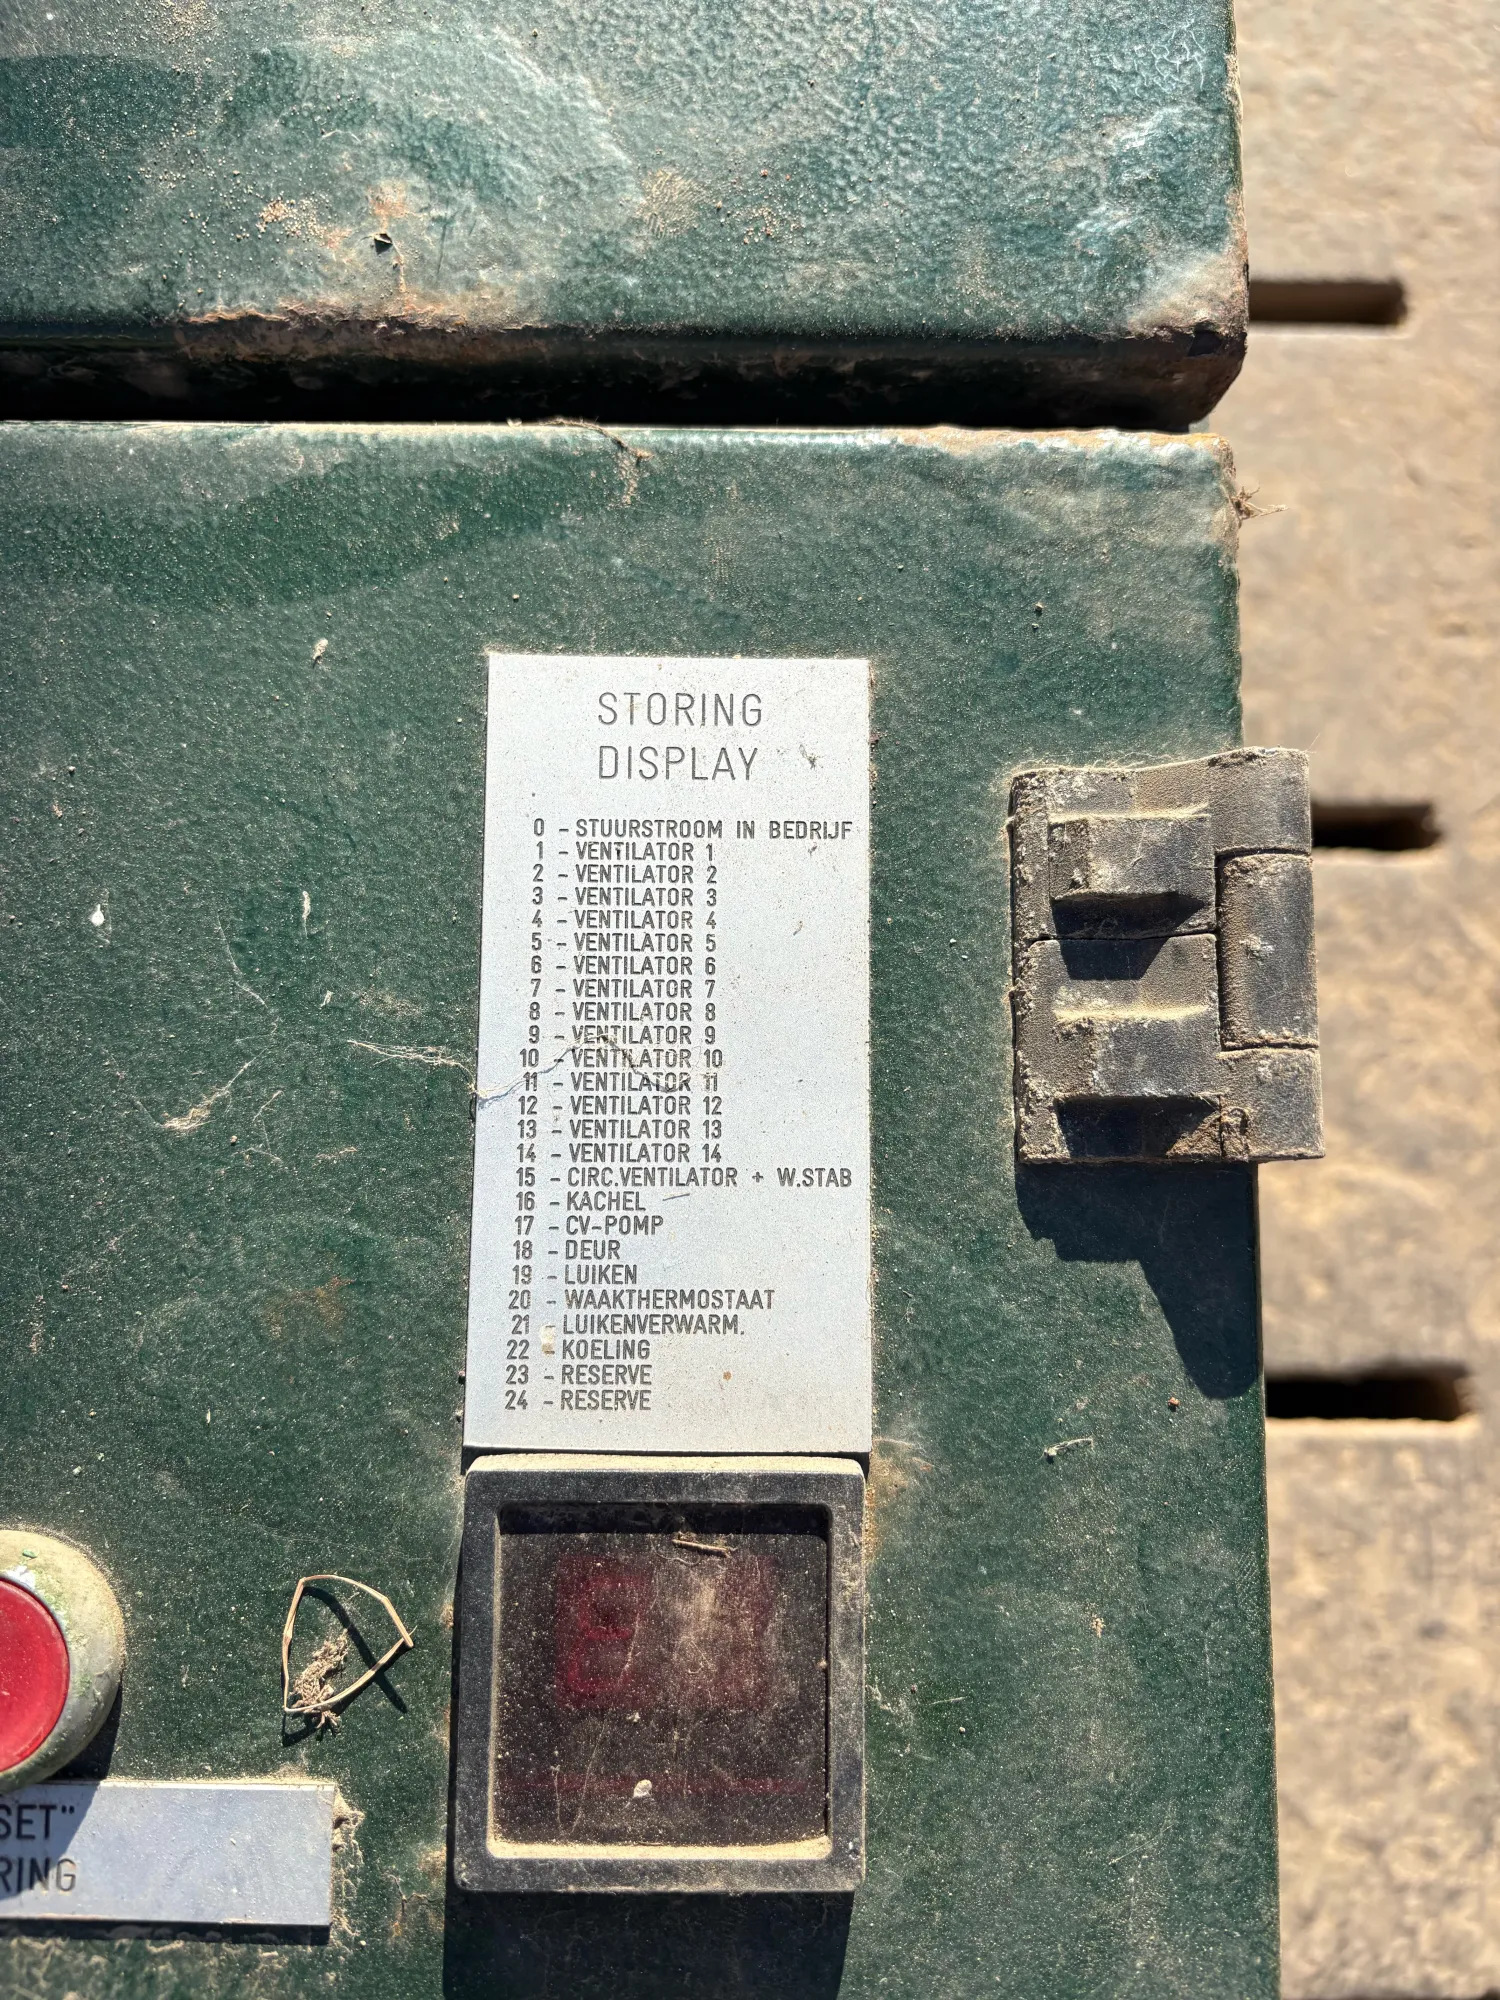 STORING
DISPLAY
0 - STUURSTROOM IN BEDRIJF
1 - VENTILATOR 1
2 - VENTILATOR 2
3 - VENTILATOR 3
4 - VENTILATOR 4
5 - VENTILATOR 5
6 - VENTILATOR 6
7 - VENTILATOR 7
8 - VENTILATOR 8
9 - VENTILATOR 9
10 - VENTILATOR 10
11 - VENTILATOR 11
12 - VENTILATOR 12
13 - VENTILATOR 13
14 - VENTILATOR 14
15 - CIRC.VENTILATOR + W.STAB
16 - KACHEL
17 - CV-POMP
18 - DEUR
19 - LUIKEN
20 - WAAKTHERMOSTAAT
21 - LUIKENVERWARM.
22 - KOELING
23 - RESERVE
24 - RESERVE
SET"
RING